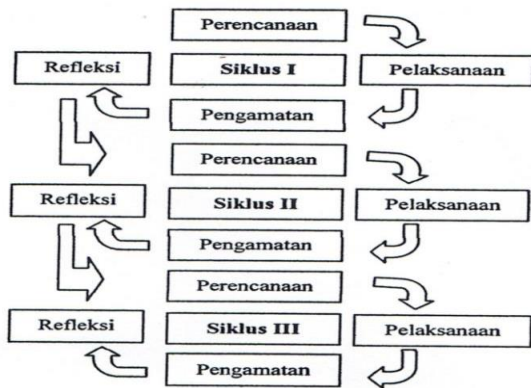 Perencanaan
Refleksi
Siklus I
Pelaksanaan
Pengamatan
Perencanaan
Refleksi
Siklus II
Pelaksanaan
Pengamatan
Perencanaan
Refleksi
Siklus III
Pelaksanaan
Pengamatan